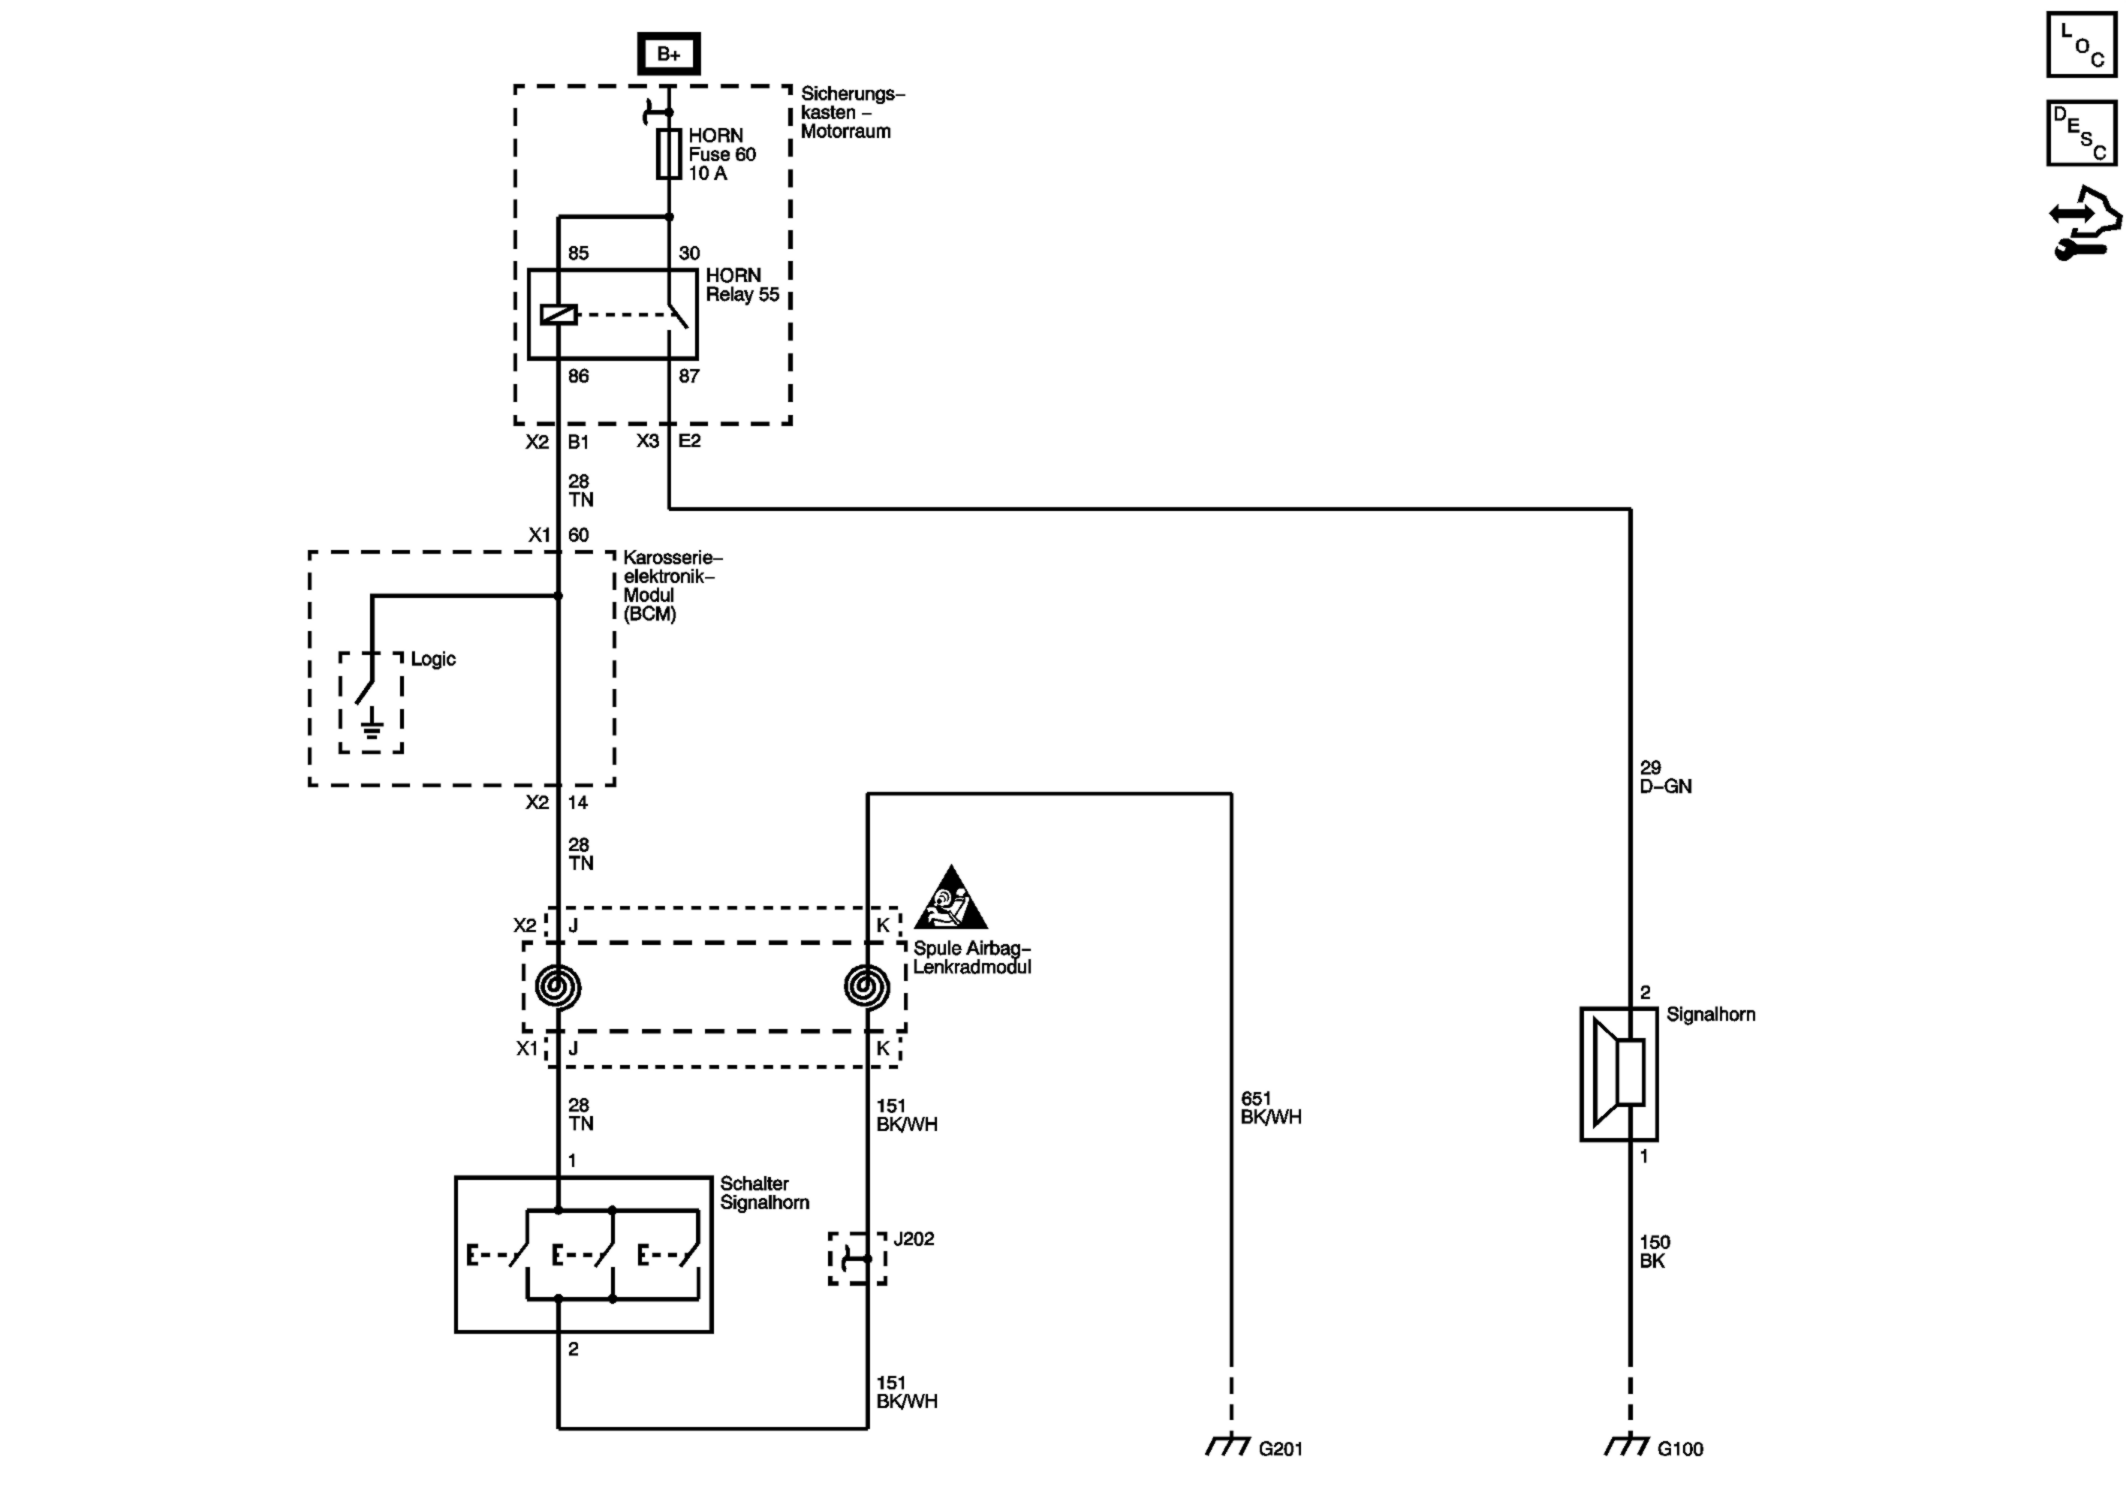 B+
LOC
DESC
Sicherungs–
kasten –
Motorraum
HORN
Fuse 60
10 A
85
30
HORN
Relay 55
86
87
X2
B1
X3
E2
28
TN
X1
60
Karosserie–
elektronik–
Modul
(BCM)
Logic
X2
14
28
TN
29
D–GN
X2
J
K
Spule Airbag–
Lenkradmodul
X1
J
K
2
Signalhorn
1
28
TN
151
BK/WH
651
BK/WH
1
Schalter
Signalhorn
E
E
E
J202
150
BK
2
151
BK/WH
G201
G100